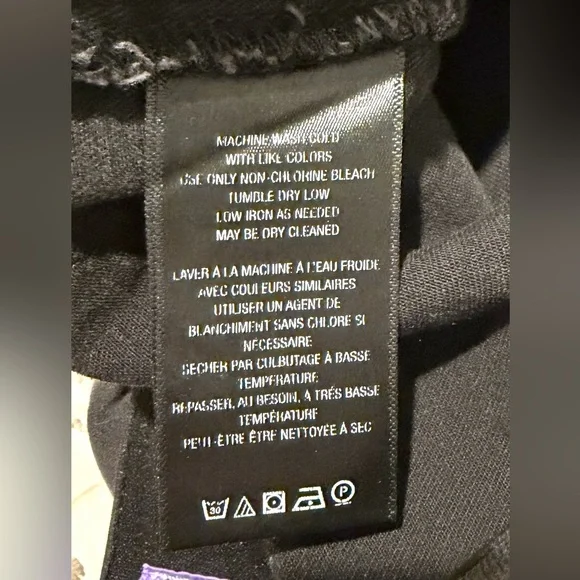 MACHINE WASH COLD
WITH LIKE COLORS
USE ONLY NON-CHLORINE BLEACH
TUMBLE DRY LOW
LOW IRON AS NEEDED
MAY BE DRY CLEANED
LAVER À LA MACHINE À L'EAU FROIDE
AVEC COULEURS SIMILAIRES
UTILISER UN AGENT DE
BLANCHIMENT SANS CHLORE SI
NÉCESSAIRE
SÉCHER PAR CULBUTAGE À BASSE
TEMPÉRATURE
REPASSER, AU BESOIN, À TRÈS BASSE
TEMPÉRATURE
PEUT-ÊTRE ÊTRE NETTOYÉE À SEC
30 P